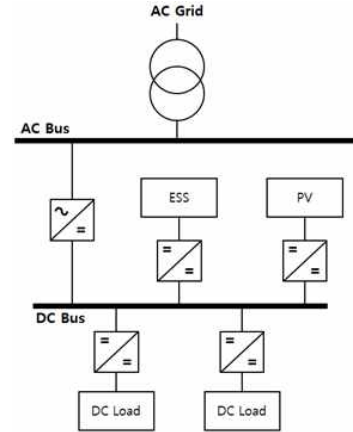 AC Grid
AC Bus
ESS
PV
DC Bus
DC Load
DC Load